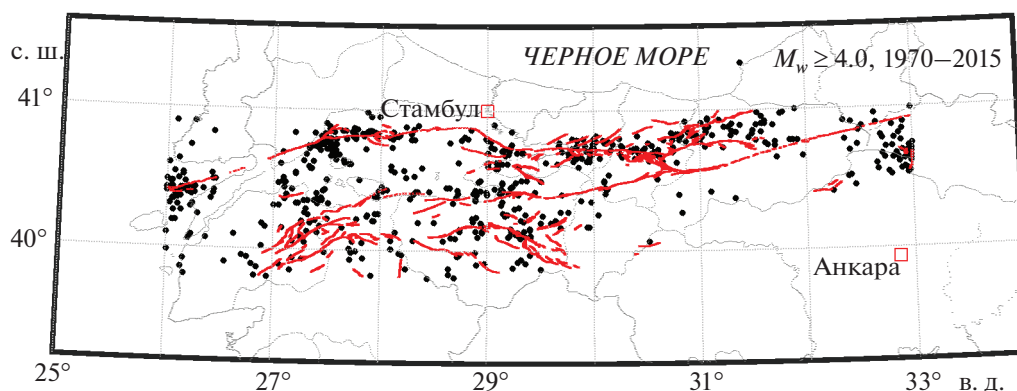 с. ш.
ЧЕРНОЕ МОРЕ
M_w ≥ 4.0, 1970–2015
41°
Стамбул
40°
Анкара
25°
27°
29°
31°
33°
в. д.